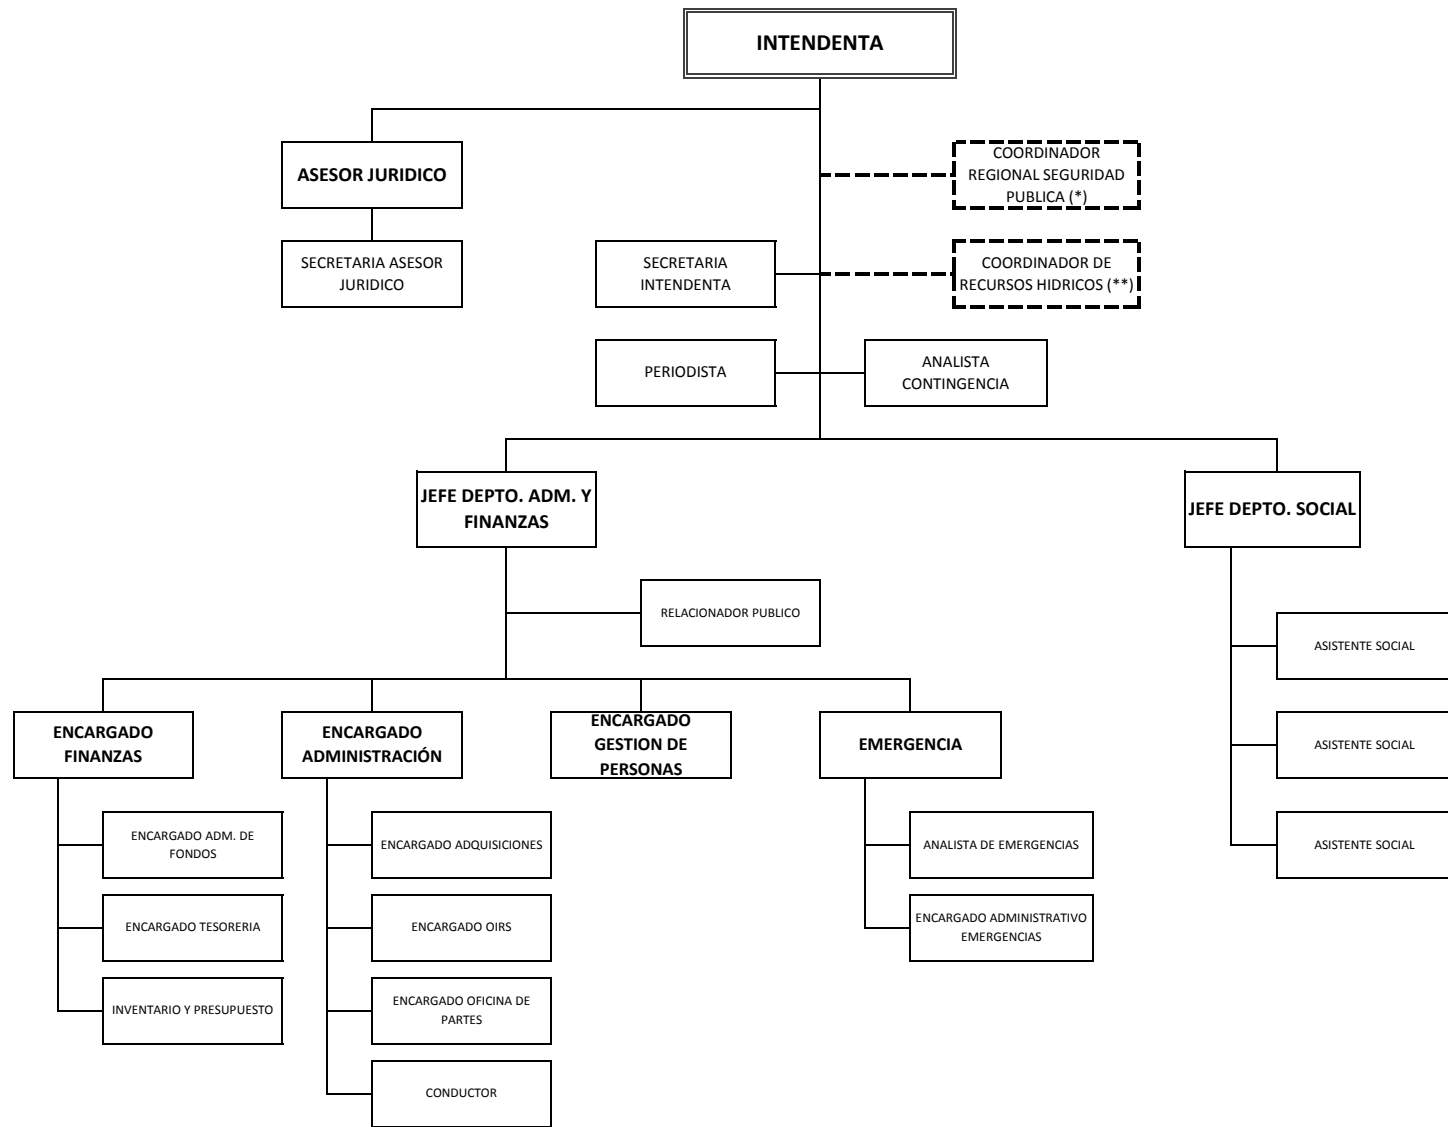 INTENDENTA
ASESOR JURIDICO
COORDINADOR
REGIONAL SEGURIDAD
PUBLICA (*)
SECRETARIA ASESOR
JURIDICO
SECRETARIA
INTENDENTA
COORDINADOR DE
RECURSOS HIDRICOS (**)
PERIODISTA
ANALISTA
CONTINGENCIA
JEFE DEPTO. ADM. Y
FINANZAS
JEFE DEPTO. SOCIAL
RELACIONADOR PUBLICO
ASISTENTE SOCIAL
ENCARGADO
FINANZAS
ENCARGADO
ADMINISTRACIÓN
ENCARGADO
GESTION DE
PERSONAS
EMERGENCIA
ASISTENTE SOCIAL
ENCARGADO ADM. DE
FONDOS
ENCARGADO ADQUISICIONES
ANALISTA DE EMERGENCIAS
ASISTENTE SOCIAL
ENCARGADO TESORERIA
ENCARGADO OIRS
ENCARGADO ADMINISTRATIVO
EMERGENCIAS
INVENTARIO Y PRESUPUESTO
ENCARGADO OFICINA DE
PARTES
CONDUCTOR